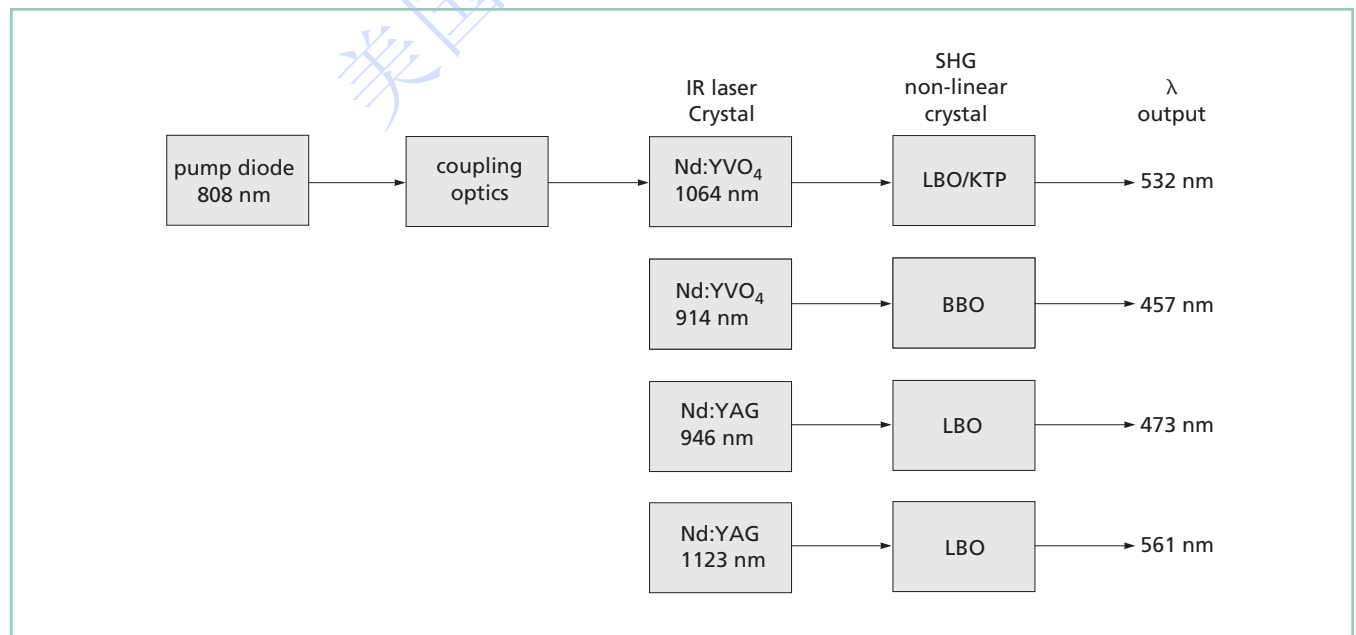 美国
IR laser
Crystal
SHG
non-linear
crystal
λ
output
pump diode
808 nm
coupling
optics
Nd:YVO₄
1064 nm
LBO/KTP
532 nm
Nd:YVO₄
914 nm
BBO
457 nm
Nd:YAG
946 nm
LBO
473 nm
Nd:YAG
1123 nm
LBO
561 nm